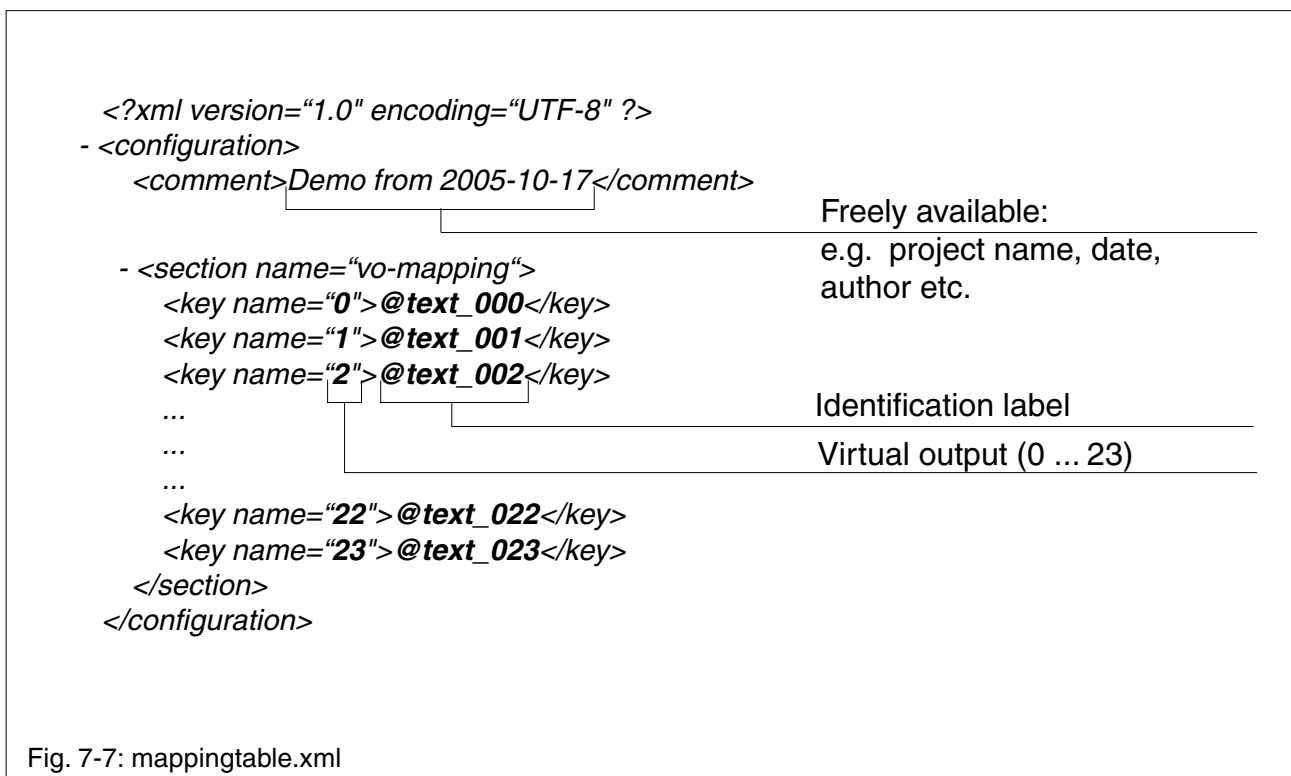 <?xml version=“1.0" encoding=“UTF-8" ?>
- <configuration>
<comment>Demo from 2005-10-17</comment>
Freely available:
e.g. project name, date,
author etc.
- <section name=“vo-mapping“>
<key name=“0">@text_000</key>
<key name=“1">@text_001</key>
<key name=“2">@text_002</key>
...
...
...
Identification label
Virtual output (0 ... 23)
<key name=“22">@text_022</key>
<key name=“23">@text_023</key>
</section>
</configuration>
Fig. 7-7: mappingtable.xml